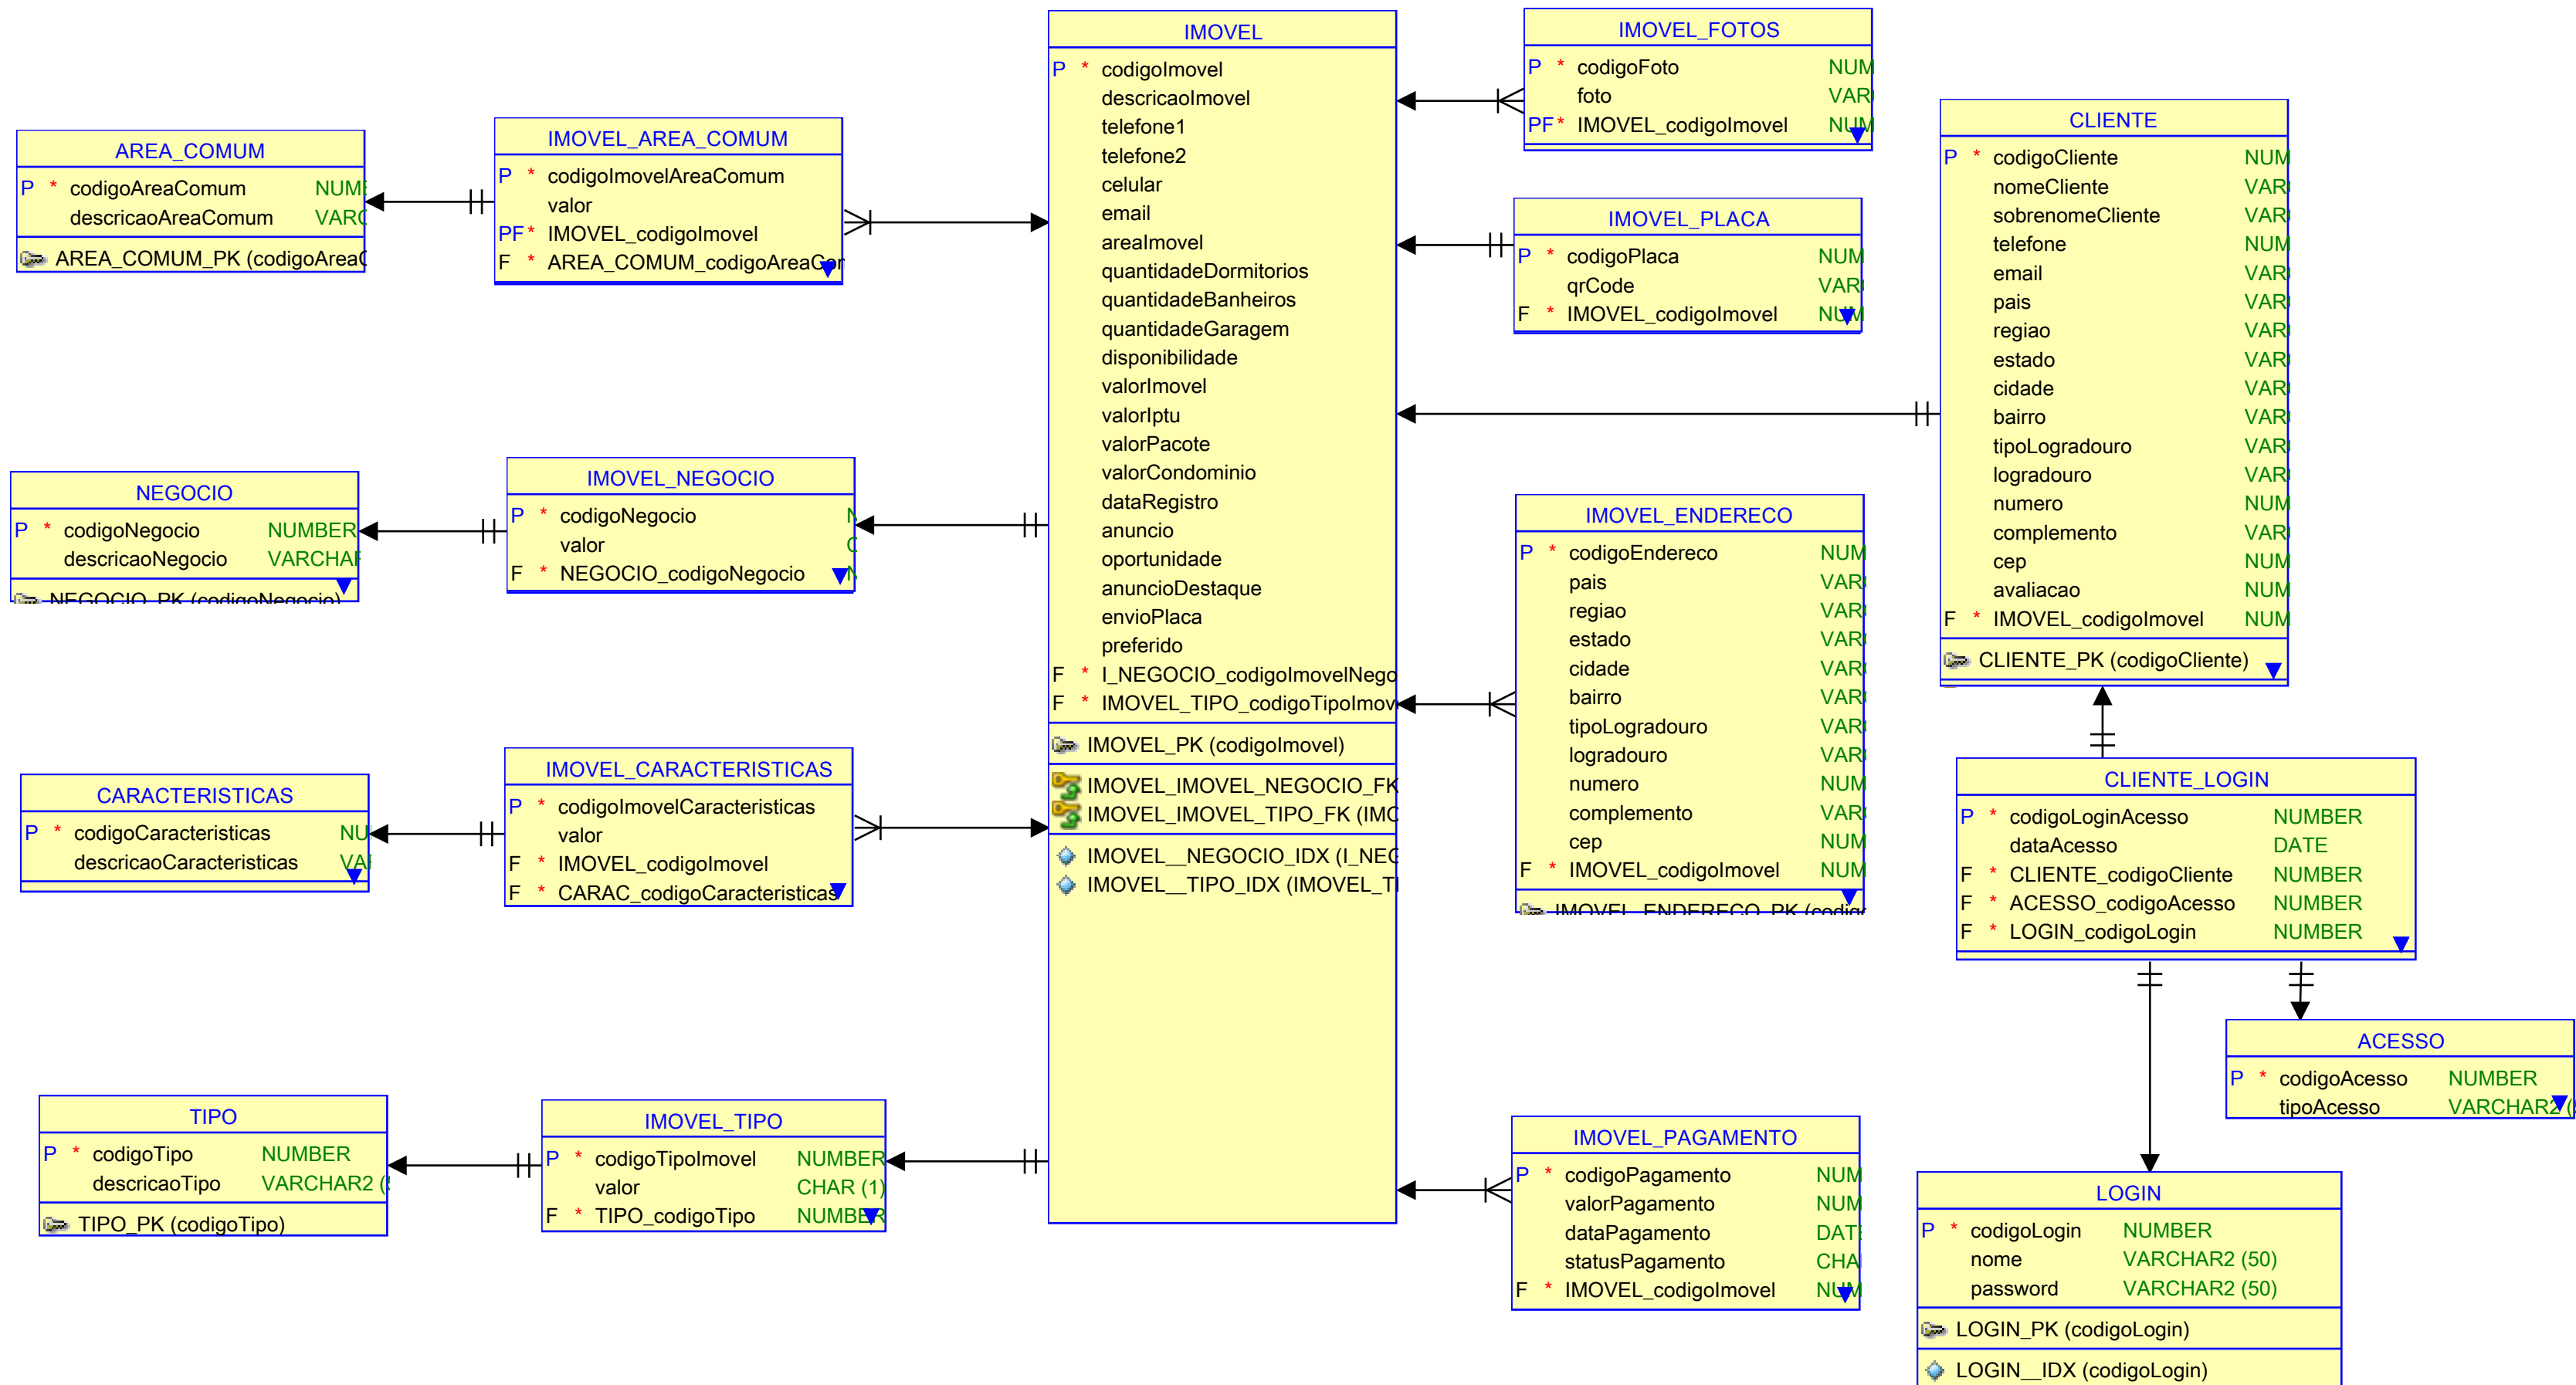 AREA_COMUM
P * codigoAreaComum NUM
descricaoAreaComum VARC
AREA_COMUM_PK (codigoArea
IMOVEL_AREA_COMUM
P * codigoImovelAreaComum
valor
PF * IMOVEL_codigoImovel
F * AREA_COMUM_codigoAreaCo
NEGOCIO
P * codigoNegocio NUMBER
descricaoNegocio VARCHAR
NEGOCIO_PK (codigoNegocio)
IMOVEL_NEGOCIO
P * codigoNegocio
valor
F * NEGOCIO_codigoNegocio
CARACTERISTICAS
P * codigoCaracteristicas NU
descricaoCaracteristicas VA
IMOVEL_CARACTERISTICAS
P * codigoImovelCaracteristicas
valor
F * IMOVEL_codigoImovel
F * CARAC_codigoCaracteristicas
TIPO
P * codigoTipo NUMBER
descricaoTipo VARCHAR2 (
TIPO_PK (codigoTipo)
IMOVEL_TIPO
P * codigoTipoImovel NUMBER
valor CHAR (1)
F * TIPO_codigoTipo NUMBER
IMOVEL
P * codigoImovel
descricaoImovel
telefone1
telefone2
celular
email
areaImovel
quantidadeDormitorios
quantidadeBanheiros
quantidadeGaragem
disponibilidade
valorImovel
valorIptu
valorPacote
valorCondominio
dataRegistro
anuncio
oportunidade
anuncioDestaque
envioPlaca
preferido
F * I_NEGOCIO_codigoImovelNego
F * IMOVEL_TIPO_codigoTipoImov
IMOVEL_PK (codigoImovel)
IMOVEL_IMOVEL_NEGOCIO_FK
IMOVEL_IMOVEL_TIPO_FK (IMO
IMOVEL__NEGOCIO_IDX (I_NEG
IMOVEL__TIPO_IDX (IMOVEL_TI
IMOVEL_FOTOS
P * codigoFoto NUM
foto VAR
PF * IMOVEL_codigoImovel NUM
IMOVEL_PLACA
P * codigoPlaca NUM
qrCode VAR
F * IMOVEL_codigoImovel NUM
IMOVEL_ENDERECO
P * codigoEndereco NUM
pais VAR
regiao VAR
estado VAR
cidade VAR
bairro VAR
tipoLogradouro VAR
logradouro VAR
numero NUM
complemento VAR
cep NUM
F * IMOVEL_codigoImovel NUM
IMOVEL_ENDERECO_PK (codig
IMOVEL_PAGAMENTO
P * codigoPagamento NUM
valorPagamento NUM
dataPagamento DATE
statusPagamento CHA
F * IMOVEL_codigoImovel NUM
CLIENTE
P * codigoCliente NUM
nomeCliente VAR
sobrenomeCliente VAR
telefone NUM
email VAR
pais VAR
regiao VAR
estado VAR
cidade VAR
bairro VAR
tipoLogradouro VAR
logradouro VAR
numero NUM
complemento VAR
cep NUM
avaliacao NUM
F * IMOVEL_codigoImovel NUM
CLIENTE_PK (codigoCliente)
CLIENTE_LOGIN
P * codigoLoginAcesso NUMBER
dataAcesso DATE
F * CLIENTE_codigoCliente NUMBER
F * ACESSO_codigoAcesso NUMBER
F * LOGIN_codigoLogin NUMBER
ACESSO
P * codigoAcesso NUMBER
tipoAcesso VARCHAR2 (
LOGIN
P * codigoLogin NUMBER
nome VARCHAR2 (50)
password VARCHAR2 (50)
LOGIN_PK (codigoLogin)
LOGIN__IDX (codigoLogin)